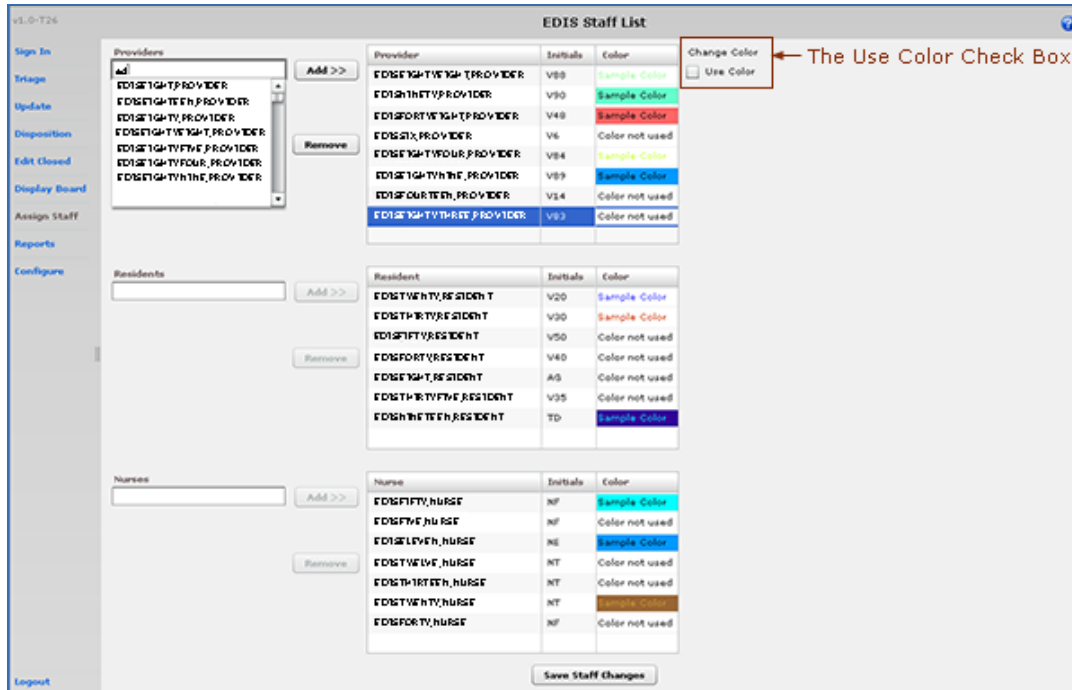 v1.0-T26
EDIS Staff List
Sign In
Triage
Update
Disposition
Edit Closed
Display Board
Assign Staff
Reports
Configure
Logout
Providers
ed
EDISEIGHT,PROVIDER
EDISEIGHTEEN,PROVIDER
EDISEIGHTY,PROVIDER
EDISEIGHTYEIGHT,PROVIDER
EDISEIGHTYFIVE,PROVIDER
EDISEIGHTYFOUR,PROVIDER
EDISEIGHTYNINE,PROVIDER
Add >>
Remove
Provider Initials Color
EDISEIGHTYEIGHT,PROVIDER V88 Sample Color
EDISNINETY,PROVIDER V90 Sample Color
EDISFORTYEIGHT,PROVIDER V48 Sample Color
EDISSIX,PROVIDER V6 Color not used
EDISEIGHTYFOUR,PROVIDER V84 Sample Color
EDISEIGHTYNINE,PROVIDER V89 Sample Color
EDISFOURTEEN,PROVIDER V14 Color not used
EDISEIGHTYTHREE,PROVIDER V83 Color not used
Change Color
Use Color
The Use Color Check Box
Residents
Add >>
Remove
Resident Initials Color
EDISTWENTY,RESIDENT V20 Sample Color
EDISTHIRTY,RESIDENT V30 Sample Color
EDISFIFTY,RESIDENT V50 Color not used
EDISFORTY,RESIDENT V40 Color not used
EDISEIGHT,RESIDENT AG Color not used
EDISTHIRTYFIVE,RESIDENT V35 Color not used
EDISNINETEEN,RESIDENT TD Sample Color
Nurses
Add >>
Remove
Nurse Initials Color
EDISFIFTY,NURSE NF Sample Color
EDISFIVE,NURSE NF Color not used
EDISELEVEN,NURSE NE Sample Color
EDISTWELVE,NURSE NT Color not used
EDISTHIRTEEN,NURSE NT Color not used
EDISTWENTY,NURSE NT Sample Color
EDISFORTY,NURSE NF Color not used
Save Staff Changes